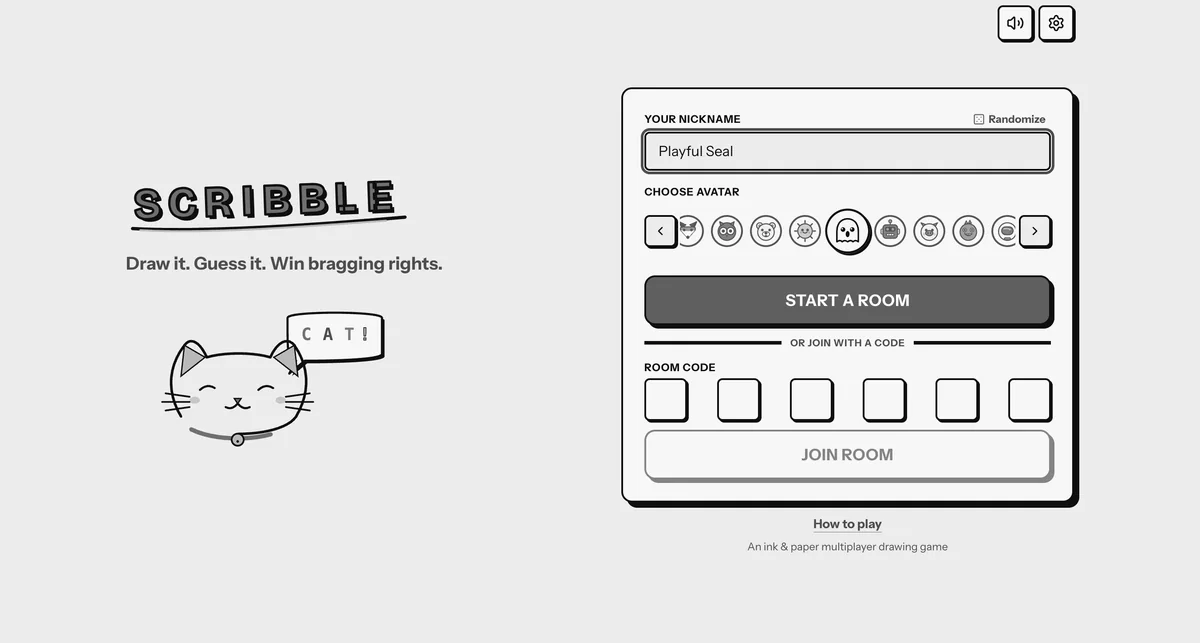 SCRIBBLE
Draw it. Guess it. Win bragging rights.
CAT!
YOUR NICKNAME
Randomize
Playful Seal
CHOOSE AVATAR
START A ROOM
OR JOIN WITH A CODE
ROOM CODE
JOIN ROOM
How to play
An ink & paper multiplayer drawing game